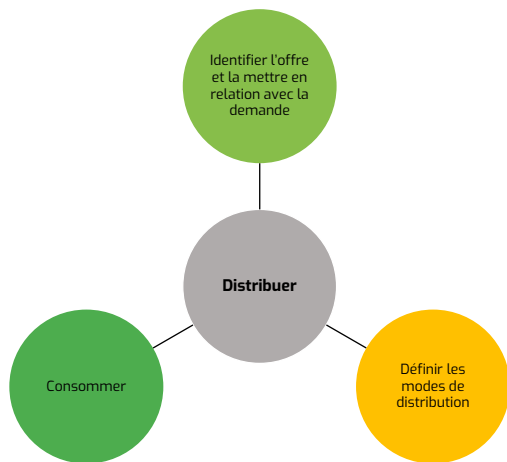 Identifier l'offre
et la mettre en
relation avec la
demande
Distribuer
Consommer
Définir les
modes de
distribution